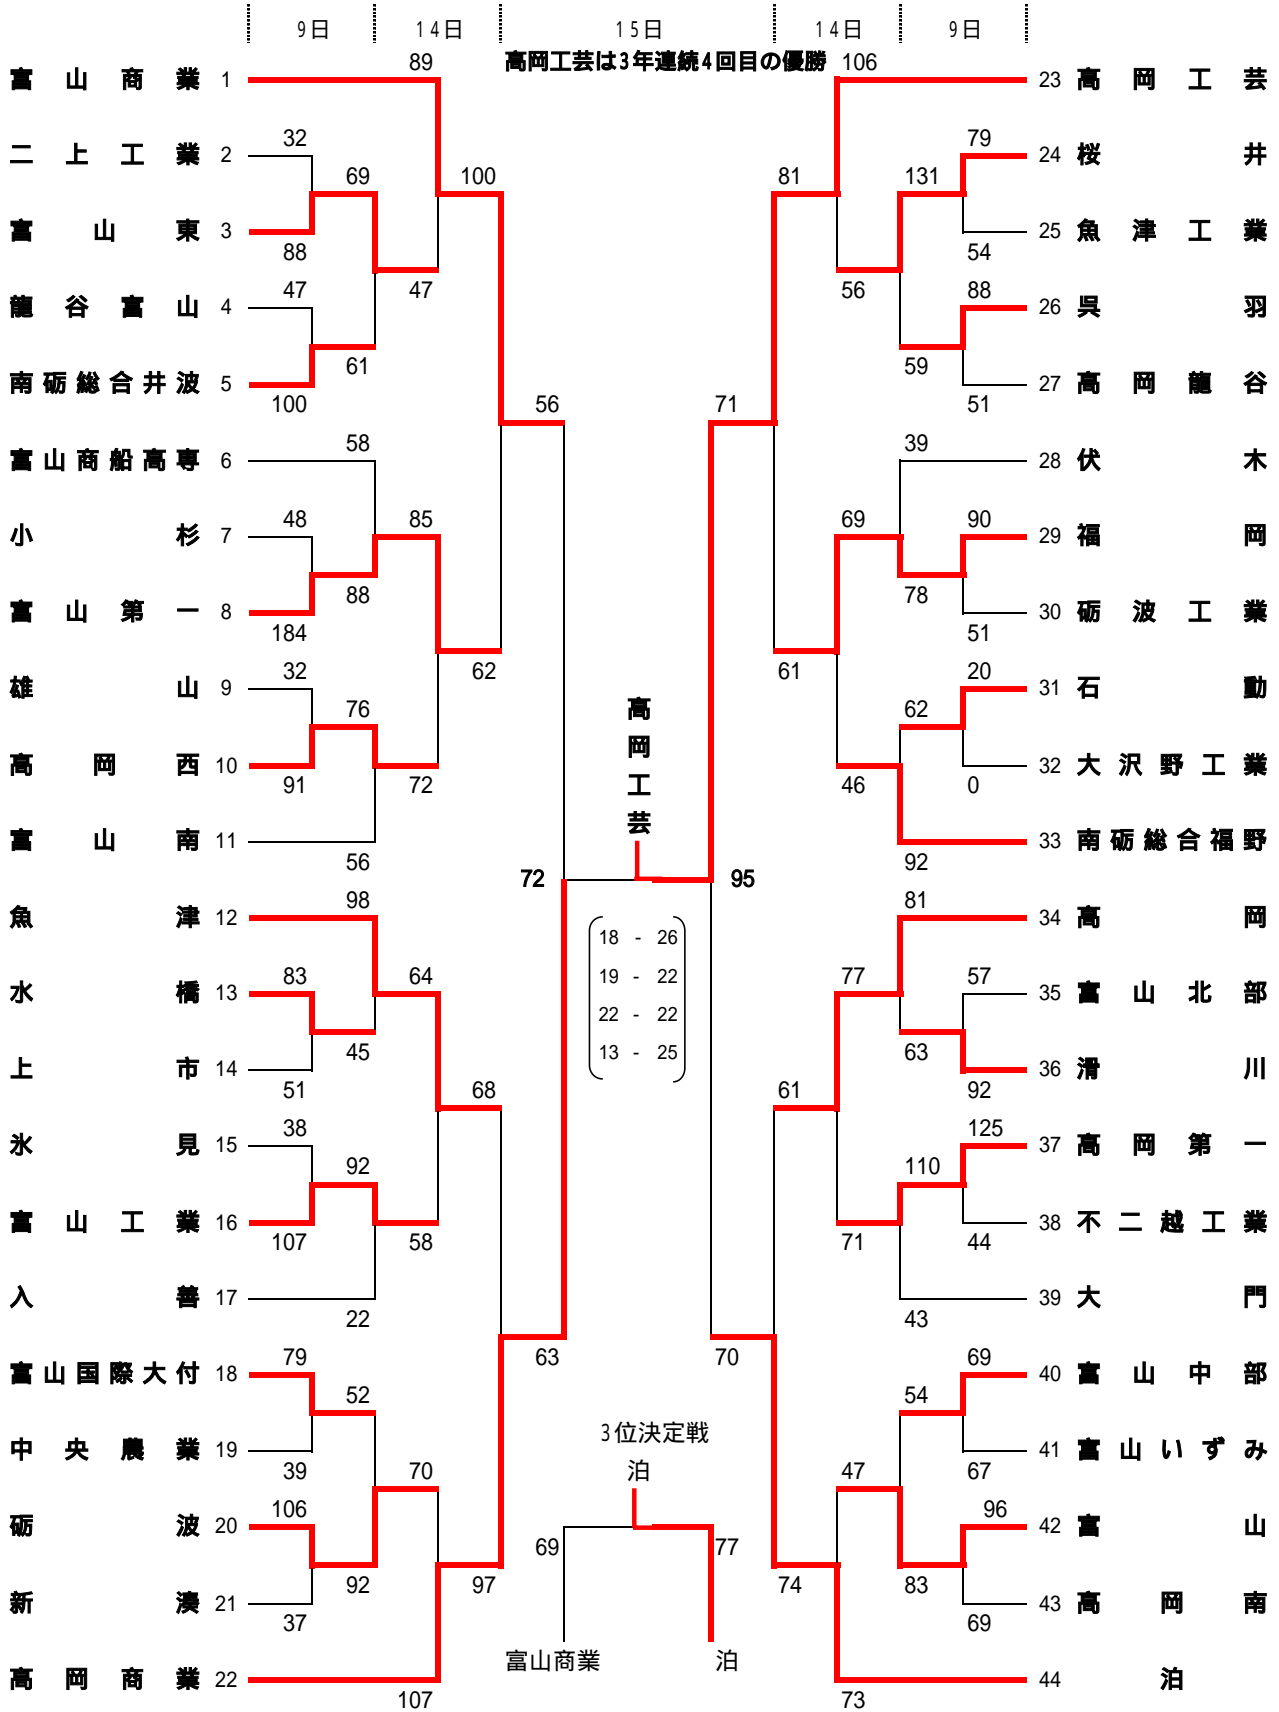 9日 14日 15日 14日 9日
高岡工芸は3年連続4回目の優勝
89 106
富山商業 1 23 高岡工芸
32 79
二上工業 2 24 桜井
69 100 81 131
富山東 3 25 魚津工業
88 54
47 47 56 88
龍谷富山 4 26 呉羽
61 59
南砺総合井波 5 27 高岡龍谷
100 56 71 51
58 39
富山商船高専 6 28 伏木
48 85 69 90
小杉 7 29 福岡
88 78
富山第一 8 30 砺波工業
184 51
32 62 61 20
雄山 9 31 石動
76 62
高岡西 10 32 大沢野工業
91 72 46 0
高岡工芸
富山南 11 33 南砺総合福野
56 92
72 95
98 81
魚津 12 34 高岡
18 - 26
83 64 19 - 22 77 57
水橋 13 35 富山北部
22 - 22
45 13 - 25 63
上市 14 36 滑川
51 68 61 92
38 125
氷見 15 37 高岡第一
92 110
富山工業 16 38 不二越工業
107 58 71 44
入善 17 39 大門
22 43
79 63 70 69
富山国際大付 18 40 富山中部
52 54
3位決定戦
中央農業 19 41 富山いずみ
39 70 泊 47 67
106 96
砺波 20 42 富山
69 77
92 97 74 83
新湊 21 43 高岡南
37 69
富山商業 泊
高岡商業 22 44 泊
107 73